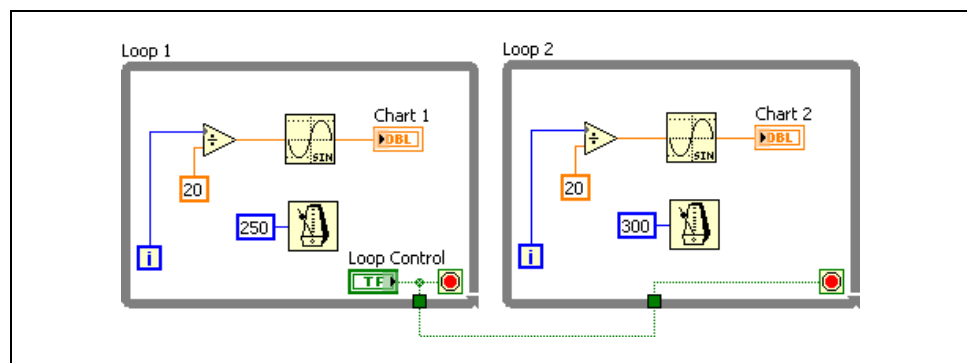 Loop 1
Chart 1
DBL
SIN
20
250
i
Loop Control
TF
Loop 2
Chart 2
DBL
SIN
20
300
i